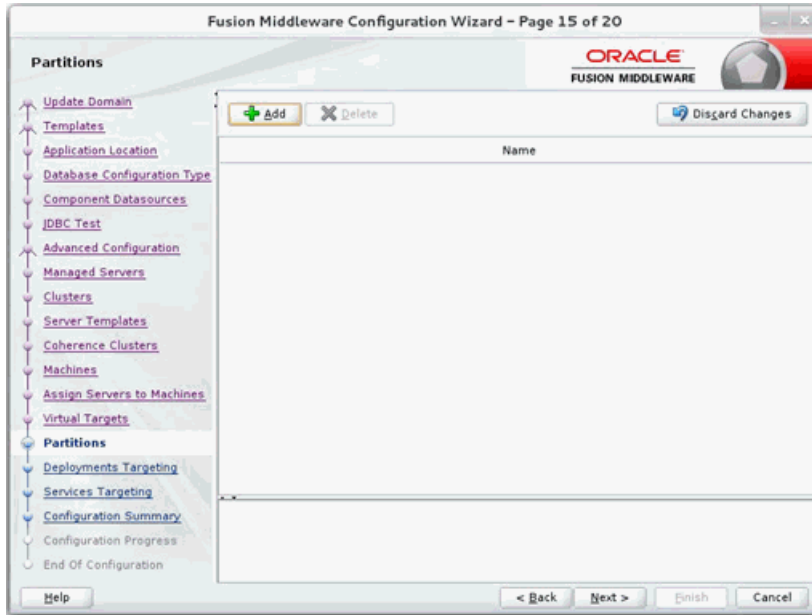 Fusion Middleware Configuration Wizard – Page 15 of 20
Partitions
ORACLE
FUSION MIDDLEWARE
Update Domain
Templates
Application Location
Database Configuration Type
Component Datasources
JDBC Test
Advanced Configuration
Managed Servers
Clusters
Server Templates
Coherence Clusters
Machines
Assign Servers to Machines
Virtual Targets
Partitions
Deployments Targeting
Services Targeting
Configuration Summary
Configuration Progress
End Of Configuration
Add Delete Discard Changes
Name
Help < Back Next > Finish Cancel